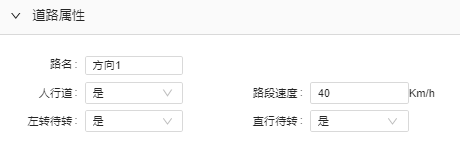 道路属性
路名: 方向1
人行道: 是 路段速度: 40 Km/h
左转待转: 是 直行待转: 是